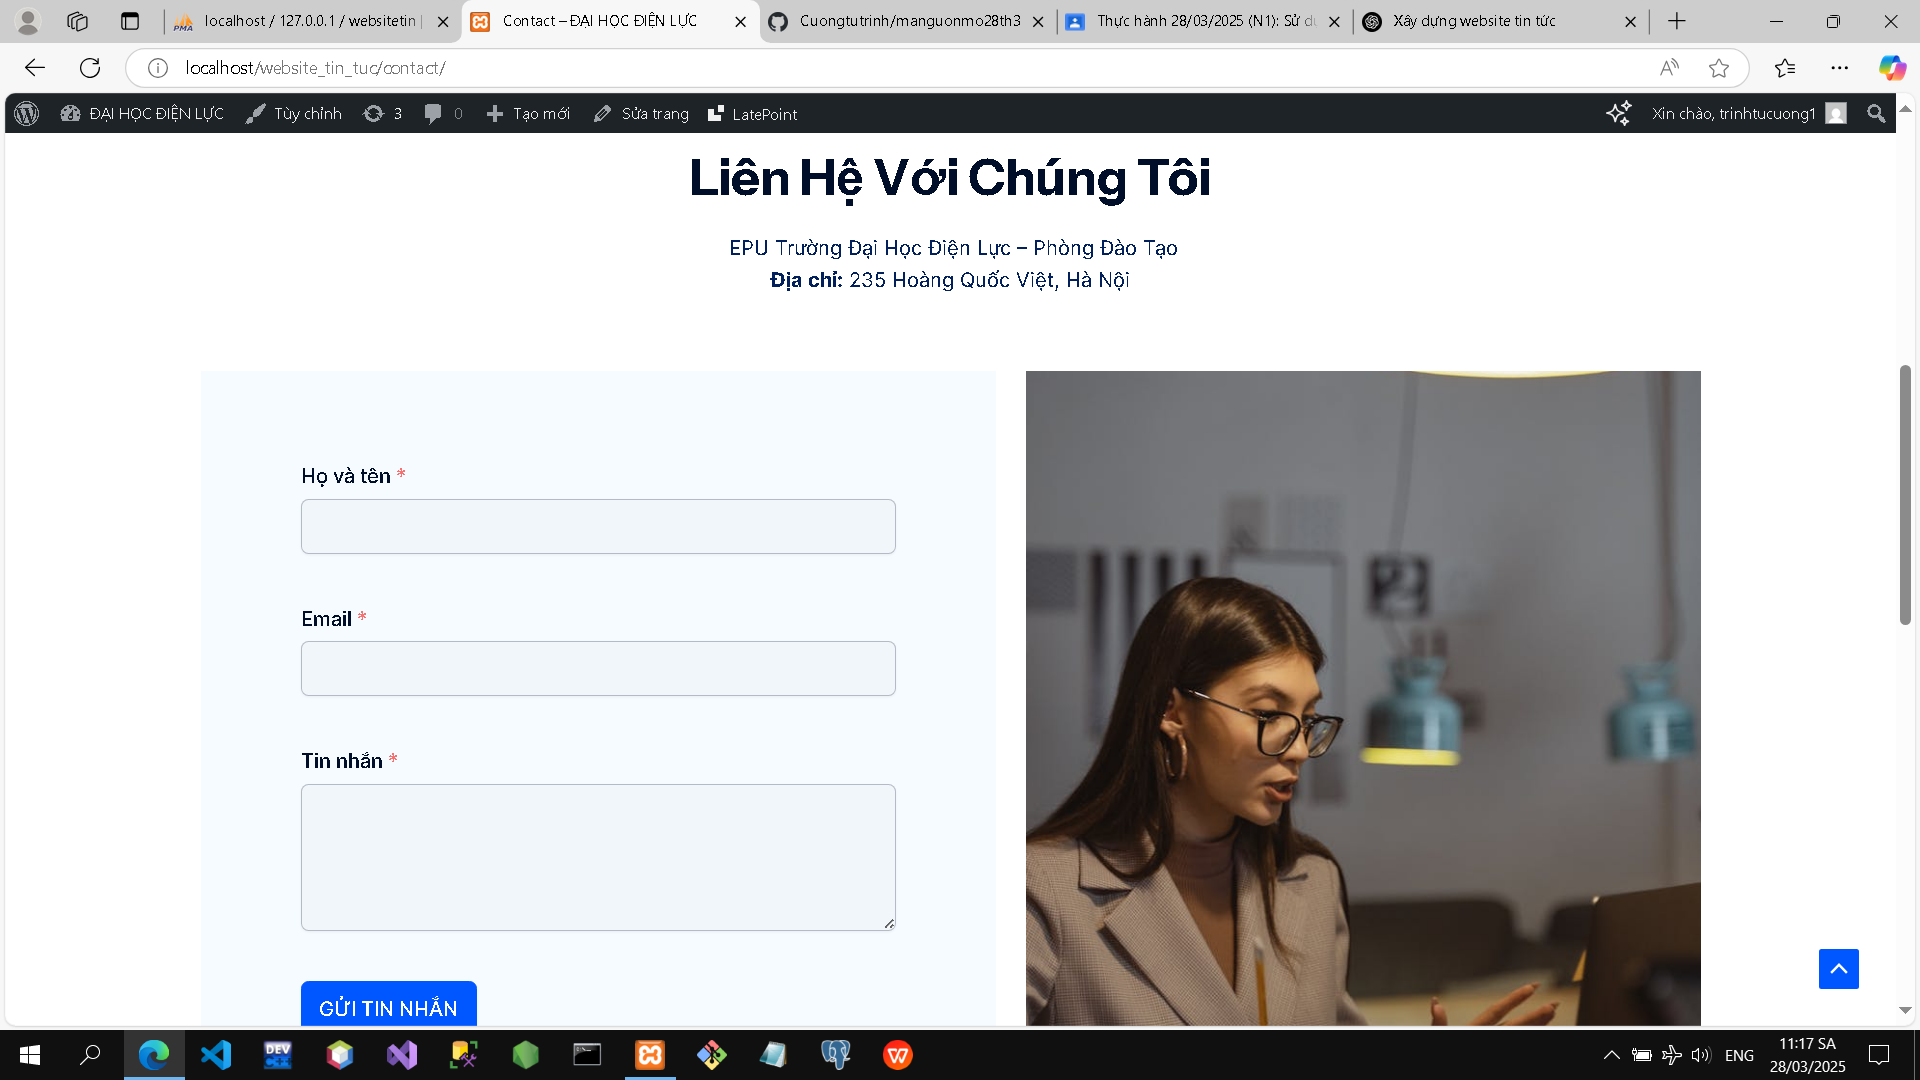 localhost / 127.0.0.1 / websitetin |
Contact – ĐẠI HỌC ĐIỆN LỰC
Cuongtutrinh/manguonmo28th3
Thực hành 28/03/2025 (N1): Sử dụ
Xây dựng website tin tức
localhost/website_tin_tuc/contact/
ĐẠI HỌC ĐIỆN LỰC
Tùy chỉnh
3
0
Tạo mới
Sửa trang
LatePoint
Xin chào, trinhtucuong1
Liên Hệ Với Chúng Tôi
EPU Trường Đại Học Điện Lực – Phòng Đào Tạo
Địa chỉ: 235 Hoàng Quốc Việt, Hà Nội
Họ và tên *
Email *
Tin nhắn *
GỬI TIN NHẮN
ENG
11:17 SA
28/03/2025